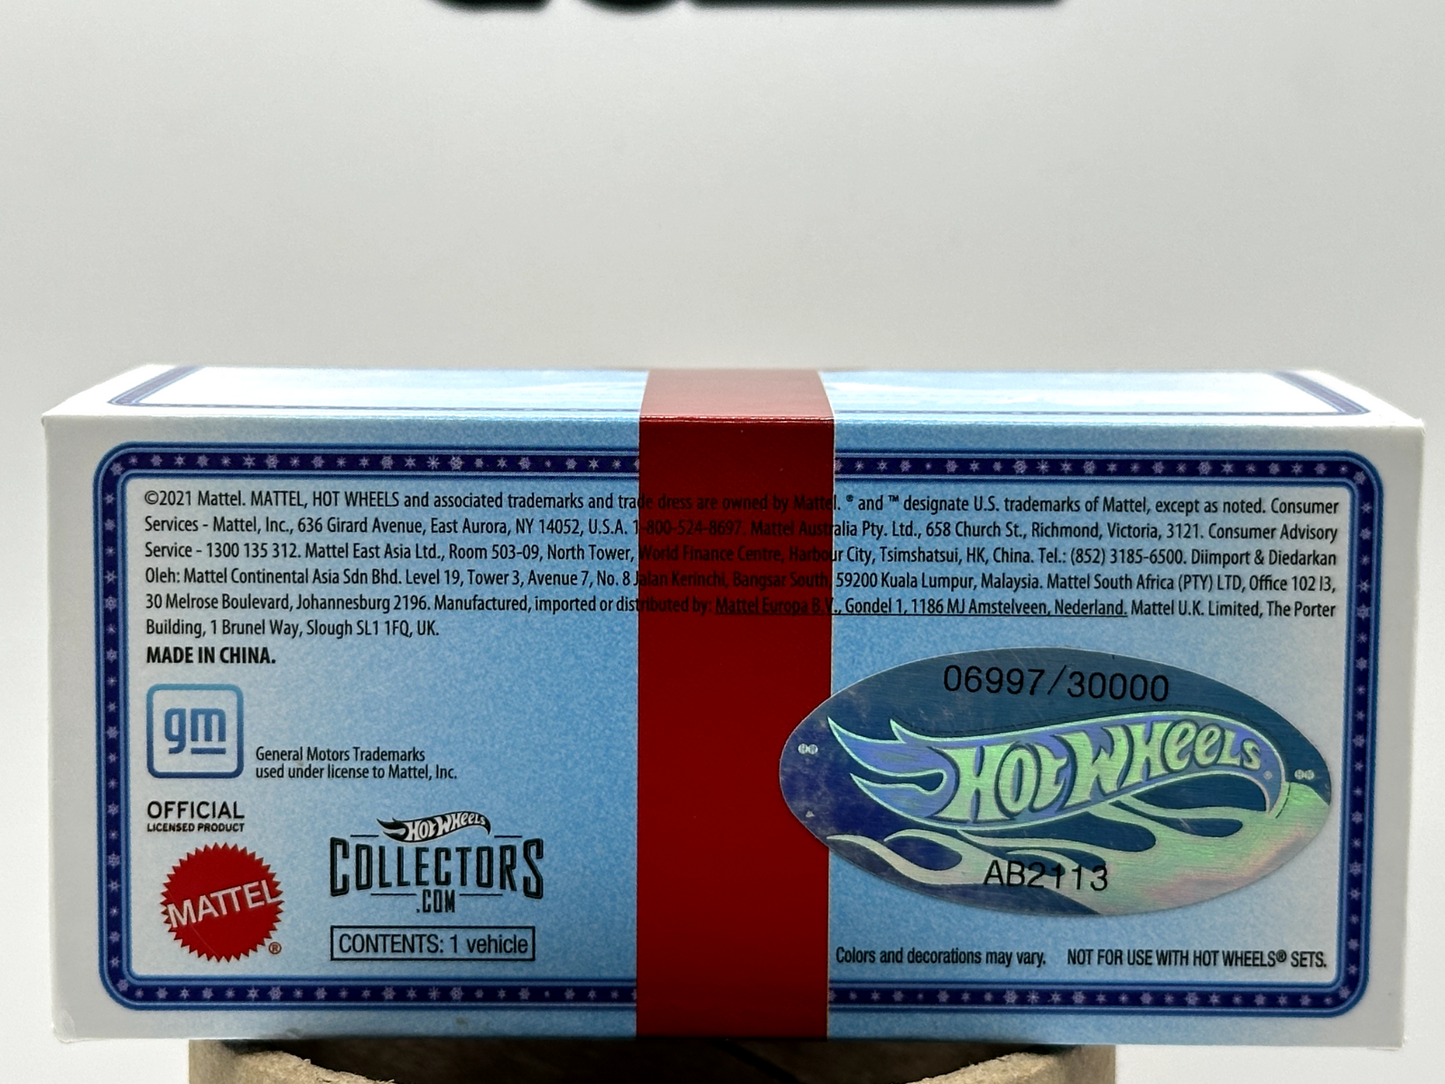 ©2021 Mattel. MATTEL, HOT WHEELS and associated trademarks and trade dress are owned by Mattel. ® and ™ designate U.S. trademarks of Mattel, except as noted. Consumer
Services - Mattel, Inc., 636 Girard Avenue, East Aurora, NY 14052, U.S.A. 1-800-524-8697. Mattel Australia Pty. Ltd., 658 Church St., Richmond, Victoria, 3121. Consumer Advisory
Service - 1300 135 312. Mattel East Asia Ltd., Room 503-09, North Tower, World Finance Centre, Harbour City, Tsimshatsui, HK, China. Tel.: (852) 3185-6500. Diimport & Diedarkan
Oleh: Mattel Continental Asia Sdn Bhd. Level 19, Tower 3, Avenue 7, No. 8 Jalan Kerinchi, Bangsar South, 59200 Kuala Lumpur, Malaysia. Mattel South Africa (PTY) LTD, Office 102 I3,
30 Melrose Boulevard, Johannesburg 2196. Manufactured, imported or distributed by: Mattel Europa B.V., Gondel 1, 1186 MJ Amstelveen, Nederland. Mattel U.K. Limited, The Porter
Building, 1 Brunel Way, Slough SL1 1FQ, UK.
MADE IN CHINA.
gm
General Motors Trademarks
used under license to Mattel, Inc.
OFFICIAL
LICENSED PRODUCT
MATTEL®
HOT WHEELS
COLLECTORS
.COM
CONTENTS: 1 vehicle
06997/30000
HOT WHEELS®
AB2113
Colors and decorations may vary. NOT FOR USE WITH HOT WHEELS® SETS.